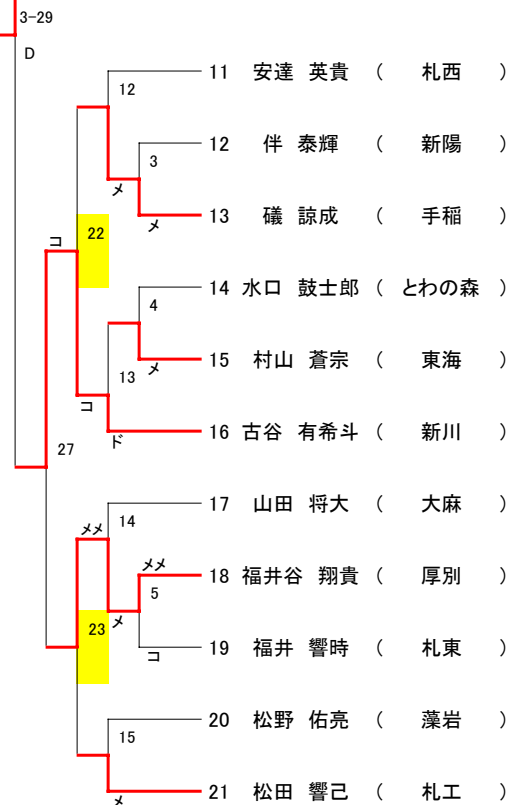 3-29
D
11 安達 英貴 ( 札西 )
12
12 伴 泰輝 ( 新陽 )
3
メ
メ
13 礒 諒成 ( 手稲 )
22
コ
14 水口 鼓士郎 ( とわの森 )
4
15 村山 蒼宗 ( 東海 )
13
メ
コ
16 古谷 有希斗 ( 新川 )
ド
27
17 山田 将大 ( 大麻 )
メメ
14
メメ
18 福井谷 翔貴 ( 厚別 )
5
メ
23
コ
19 福井 響時 ( 札東 )
20 松野 佑亮 ( 藻岩 )
15
21 松田 響己 ( 札工 )
メ